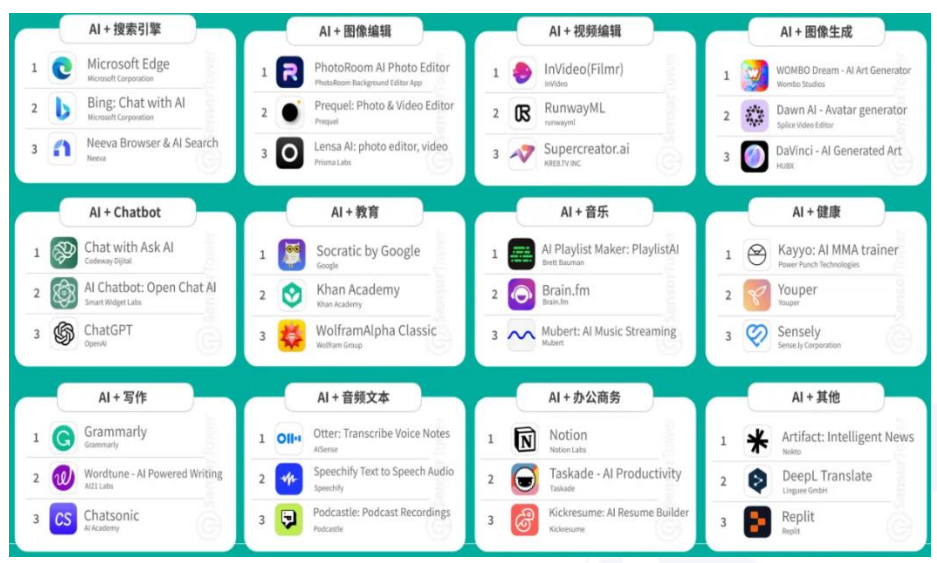 AI + 搜索引擎
1
Microsoft Edge
Microsoft Corporation
2
Bing: Chat with AI
Microsoft Corporation
3
Neeva Browser & AI Search
Neeva
AI + 图像编辑
1
PhotoRoom AI Photo Editor
PhotoRoom Background Editor App
2
Prequel: Photo & Video Editor
Prequel
3
Lensa AI: photo editor, video
Prisma Labs
AI + 视频编辑
1
InVideo(Filmr)
InVideo
2
RunwayML
runwayml
3
Supercreator.ai
KRE8.TV INC
AI + 图像生成
1
WOMBO Dream - AI Art Generator
Wombo Studios
2
Dawn AI - Avatar generator
Splice Video Editor
3
DaVinci - AI Generated Art
HUBX
AI + Chatbot
1
Chat with Ask AI
Codeway Dijital
2
AI Chatbot: Open Chat AI
Smart Widget Labs
3
ChatGPT
OpenAI
AI + 教育
1
Socratic by Google
Google
2
Khan Academy
Khan Academy
3
WolframAlpha Classic
Wolfram Group
AI + 音乐
1
AI Playlist Maker: PlaylistAI
Brett Bauman
2
Brain.fm
Brain.fm
3
Mubert: AI Music Streaming
Mubert
AI + 健康
1
Kayyo: AI MMA trainer
Power Punch Technologies
2
Youper
Youper
3
Sensely
Sense.ly Corporation
AI + 写作
1
Grammarly
Grammarly
2
Wordtune - AI Powered Writing
AI21 Labs
3
CS
Chatsonic
AI Academy
AI + 音频文本
1
Otter: Transcribe Voice Notes
AISense
2
Speechify Text to Speech Audio
Speechify
3
Podcastle: Podcast Recordings
Podcastle
AI + 办公商务
1
Notion
Notion Labs
2
Taskade - AI Productivity
Taskade
3
Kickresume: AI Resume Builder
Kickresume
AI + 其他
1
Artifact: Intelligent News
Nokto
2
DeepL Translate
Linguee GmbH
3
Replit
Replit